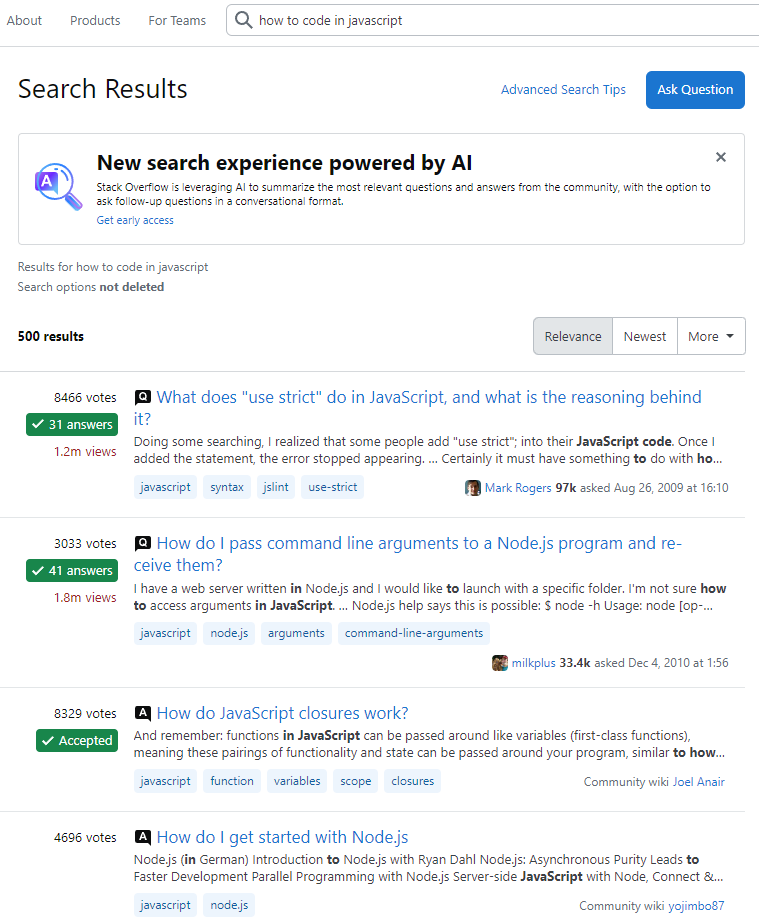 About Products For Teams how to code in javascript
Search Results Advanced Search Tips Ask Question
New search experience powered by AI
Stack Overflow is leveraging AI to summarize the most relevant questions and answers from the community, with the option to
ask follow-up questions in a conversational format.
Get early access
Results for how to code in javascript
Search options not deleted
500 results Relevance Newest More
8466 votes
31 answers
1.2m views
Q What does "use strict" do in JavaScript, and what is the reasoning behind
it?
Doing some searching, I realized that some people add "use strict"; into their JavaScript code. Once I
added the statement, the error stopped appearing. ... Certainly it must have something to do with ho...
javascript syntax jslint use-strict
Mark Rogers 97k asked Aug 26, 2009 at 16:10
3033 votes
41 answers
1.8m views
Q How do I pass command line arguments to a Node.js program and re-
ceive them?
I have a web server written in Node.js and I would like to launch with a specific folder. I'm not sure how
to access arguments in JavaScript. ... Node.js help says this is possible: $ node -h Usage: node [op-...
javascript node.js arguments command-line-arguments
milkplus 33.4k asked Dec 4, 2010 at 1:56
8329 votes
Accepted
A How do JavaScript closures work?
And remember: functions in JavaScript can be passed around like variables (first-class functions),
meaning these pairings of functionality and state can be passed around your program, similar to how...
javascript function variables scope closures
Community wiki Joel Anair
4696 votes
A How do I get started with Node.js
Node.js (in German) Introduction to Node.js with Ryan Dahl Node.js: Asynchronous Purity Leads to
Faster Development Parallel Programming with Node.js Server-side JavaScript with Node, Connect &...
javascript node.js
Community wiki yojimbo87